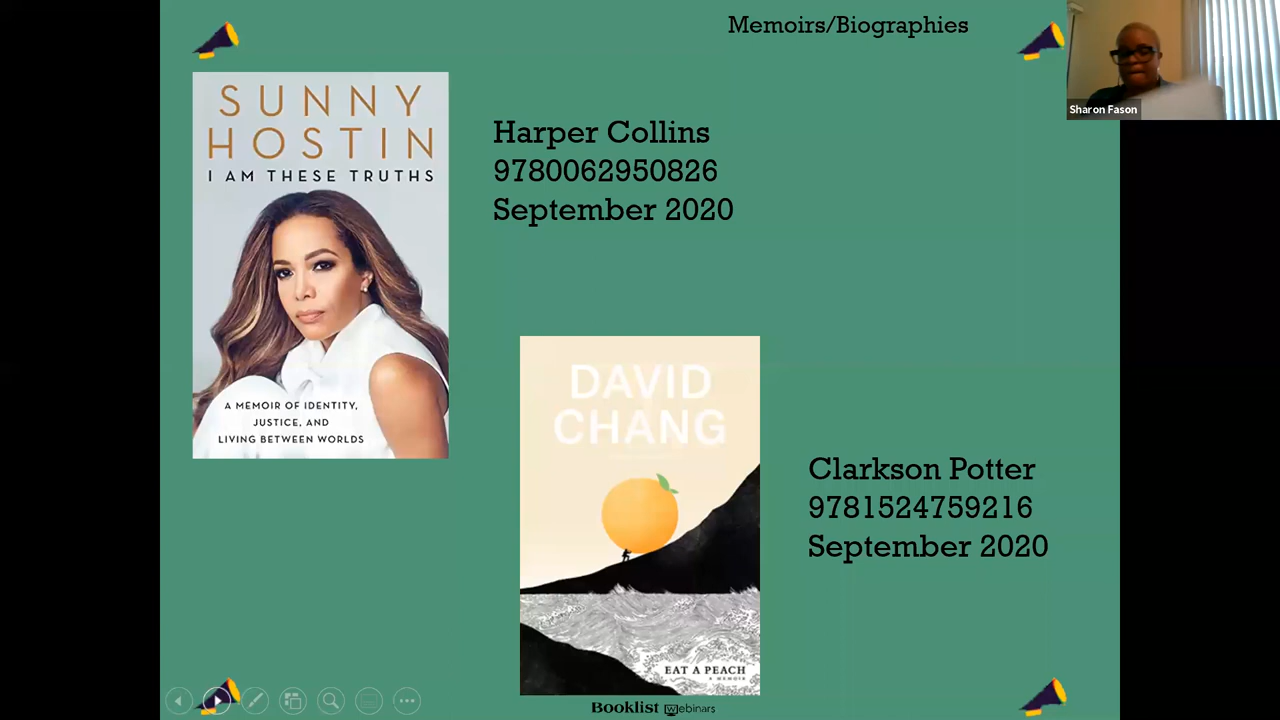 Memoirs/Biographies
Sharon Fason
SUNNY
HOSTIN
I AM THESE TRUTHS
A MEMOIR OF IDENTITY,
JUSTICE, AND
LIVING BETWEEN WORLDS
Harper Collins
9780062950826
September 2020
DAVID
CHANG
EAT A PEACH
A MEMOIR
Clarkson Potter
9781524759216
September 2020
Booklist Webinars